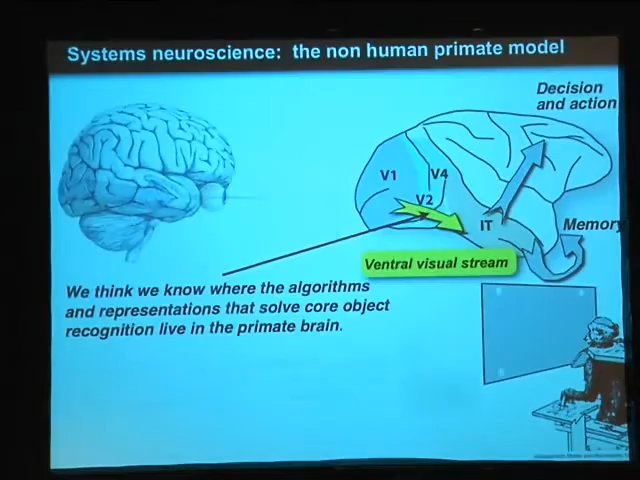 Systems neuroscience: the non human primate model
Decision
and action
V1
V4
V2
IT
Memory
Ventral visual stream
We think we know where the algorithms
and representations that solve core object
recognition live in the primate brain.